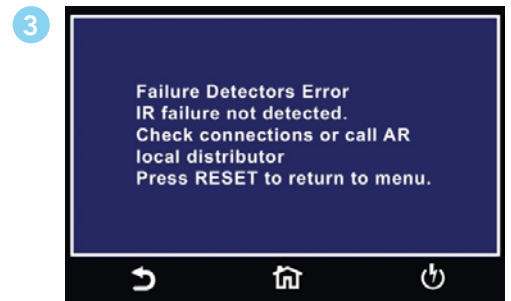 3
Failure Detectors Error
IR failure not detected.
Check connections or call AR
local distributor
Press RESET to return to menu.